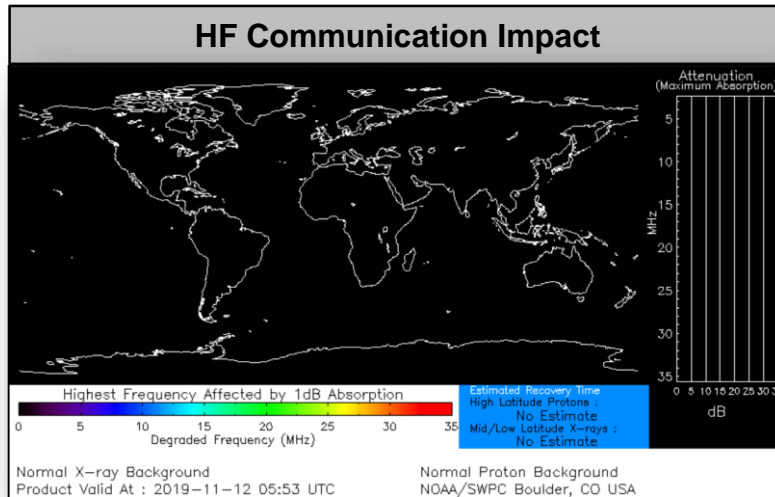 HF Communication Impact
Attenuation
(Maximum Absorption)
5
10
15
20
25
30
35
MHz
0 5 10 15 20 25 30
dB
Highest Frequency Affected by 1dB Absorption
0 5 10 15 20 25 30 35
Degraded Frequency (MHz)
Estimated Recovery Time
High Latitude Protons :
No Estimate
Mid/Low Latitude X-rays :
No Estimate
Normal X-ray Background
Product Valid At : 2019-11-12 05:53 UTC
Normal Proton Background
NOAA/SWPC Boulder, CO USA